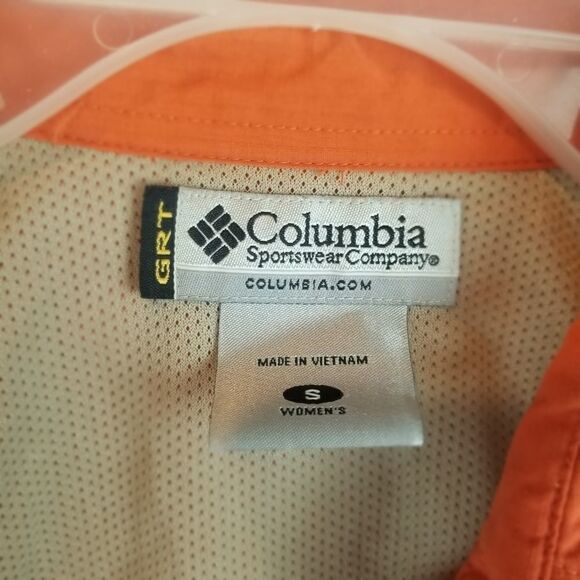 GRT
Columbia
Sportswear Company®
COLUMBIA.COM
MADE IN VIETNAM
S
WOMEN'S